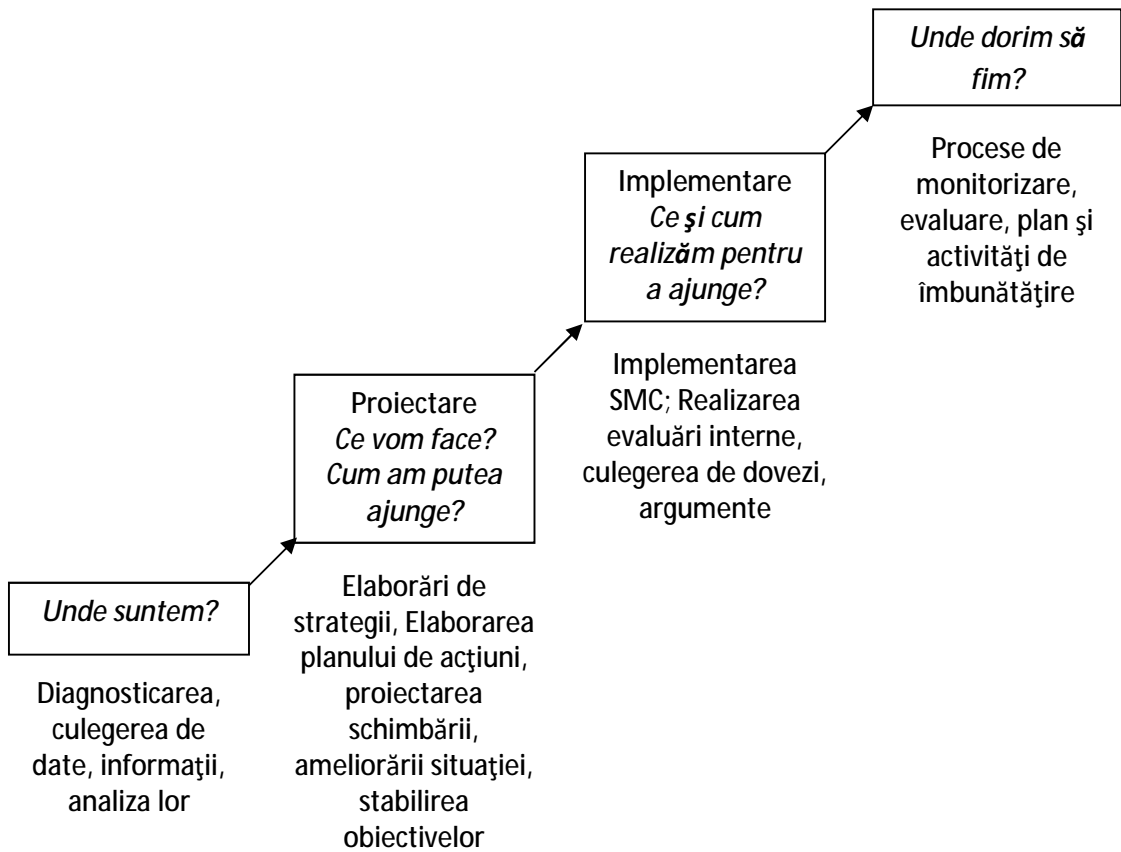 Unde dorim să
fim?
Procese de
monitorizare,
evaluare, plan şi
activităţi de
îmbunătăţire
Implementare
Ce şi cum
realizăm pentru
a ajunge?
Implementarea
SMC; Realizarea
evaluări interne,
culegerea de dovezi,
argumente
Proiectare
Ce vom face?
Cum am putea
ajunge?
Elaborări de
strategii, Elaborarea
planului de acţiuni,
proiectarea
schimbării,
ameliorării situaţiei,
stabilirea
obiectivelor
Unde suntem?
Diagnosticarea,
culegerea de
date, informaţii,
analiza lor